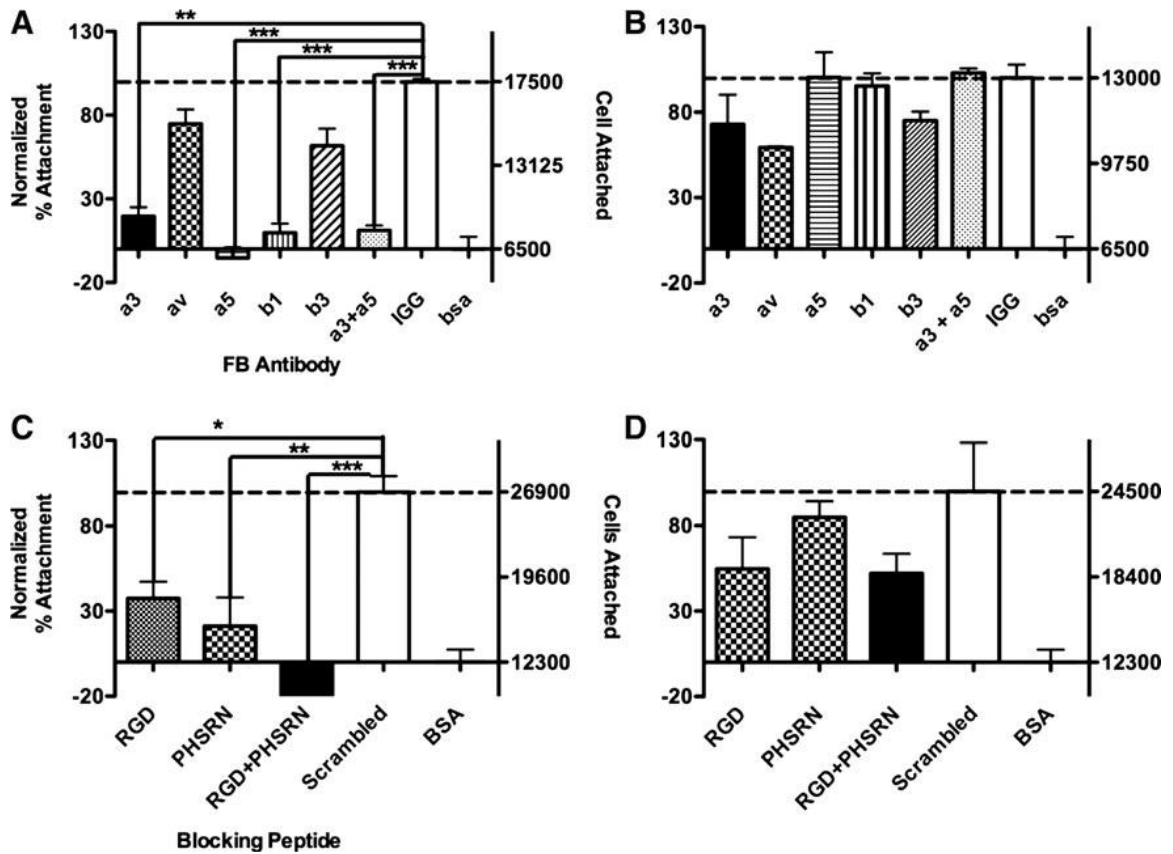 A
Normalized
% Attachment
130
80
30
-20
**
***
***
***
17500
13125
6500
Cell Attached
a3
av
a5
b1
b3
a3+a5
IGG
bsa
FB Antibody
B
130
80
30
-20
13000
9750
6500
a3
av
a5
b1
b3
a3 + a5
IGG
bsa
C
Normalized
% Attachment
130
80
30
-20
*
**
***
26900
19600
12300
Cells Attached
RGD
PHSRN
RGD+PHSRN
Scrambled
BSA
Blocking Peptide
D
130
80
30
-20
24500
18400
12300
RGD
PHSRN
RGD+PHSRN
Scrambled
BSA